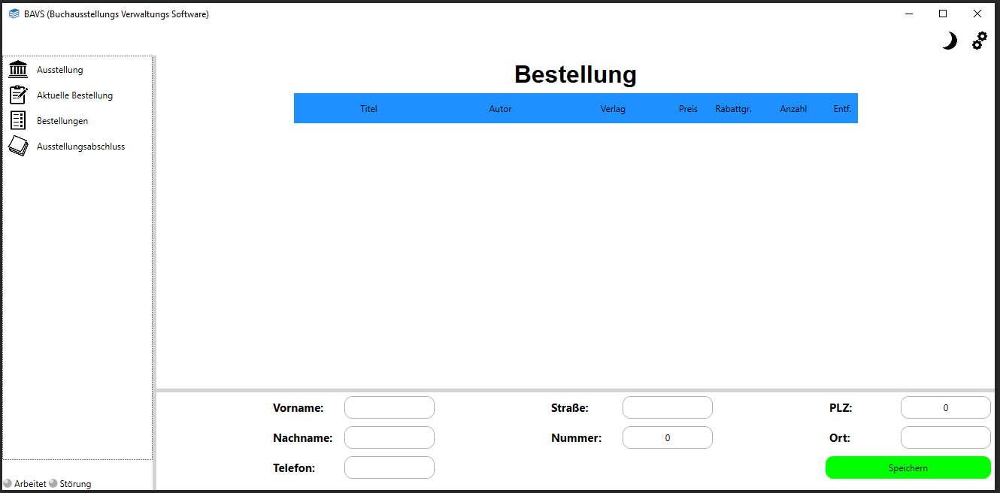 BAVS (Buchausstellungs Verwaltungs Software)
Ausstellung
Aktuelle Bestellung
Bestellungen
Ausstellungsabschluss
Bestellung
Titel Autor Verlag Preis Rabattgr. Anzahl Entf.
Vorname: Straße: PLZ: 0
Nachname: Nummer: 0 Ort:
Telefon: Speichern
Arbeitet Störung